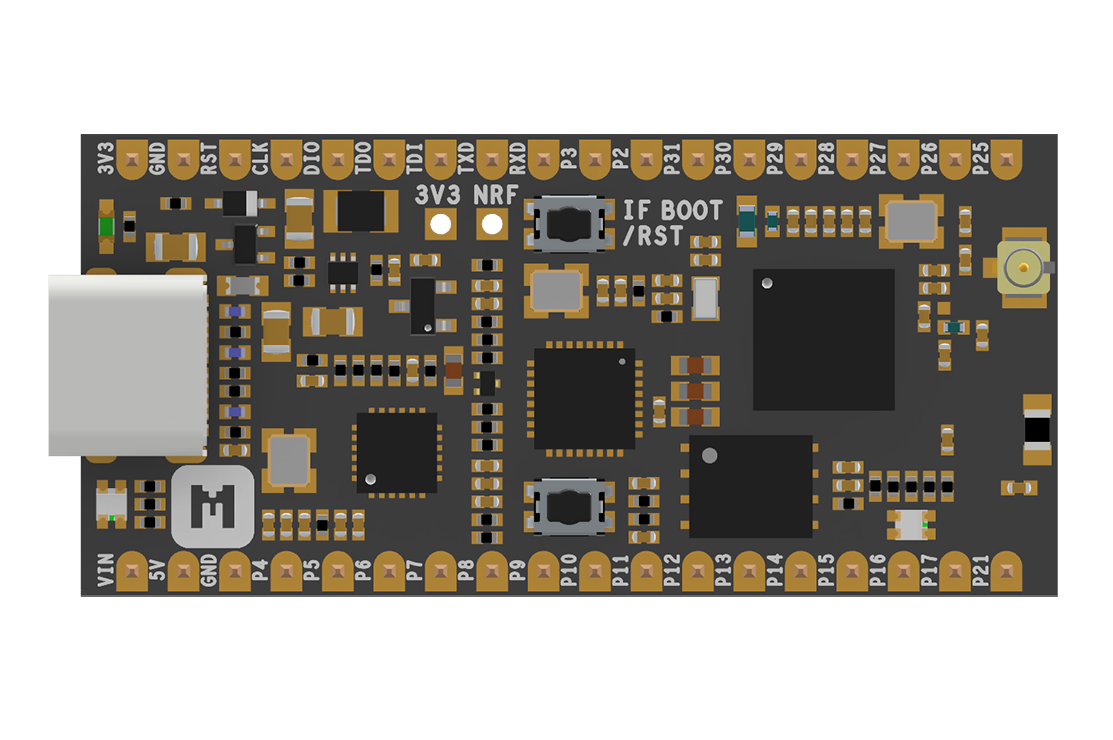 3V3 GND RST CLK DIO TDO TDI TXD RXD P3 P2 P31 P30 P29 P28 P27 P26 P25
3V3 NRF
IF BOOT
/RST
M
VIN 5V GND P4 P5 P6 P7 P8 P9 P10 P11 P12 P13 P14 P15 P16 P17 P21